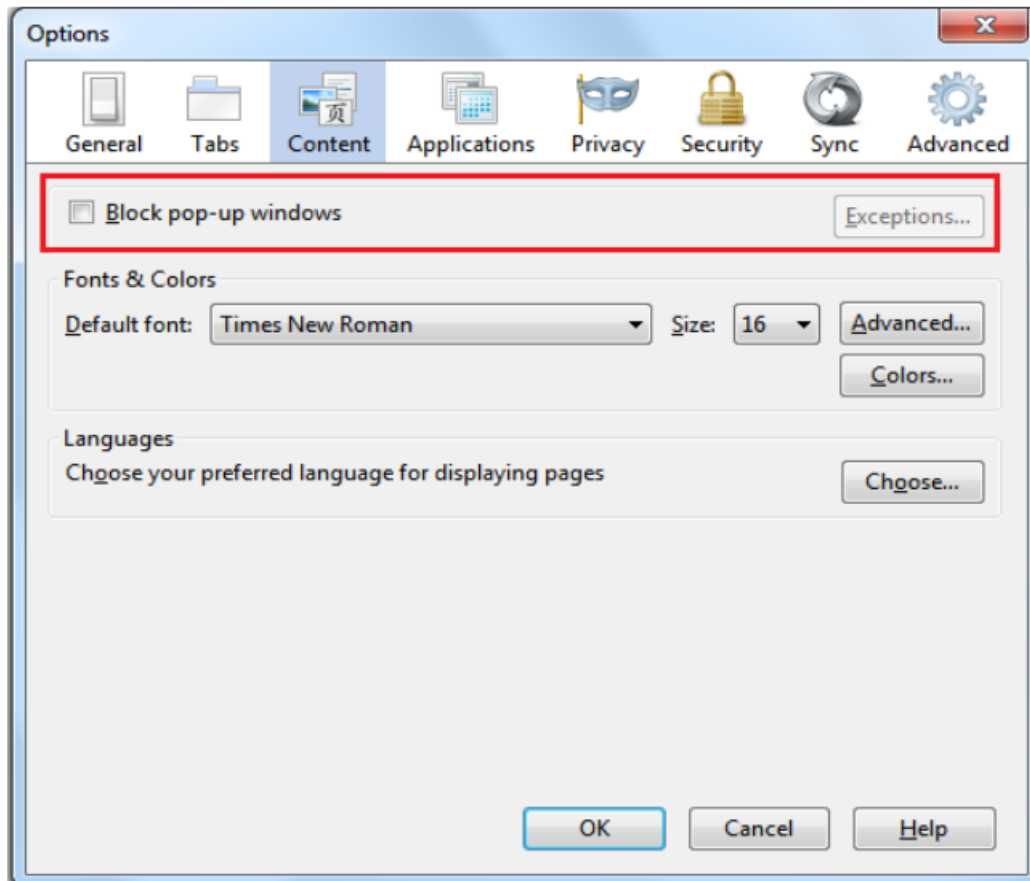 Options
General Tabs Content Applications Privacy Security Sync Advanced
页
Block pop-up windows Exceptions...
Fonts & Colors
Default font: Times New Roman Size: 16 Advanced...
Colors...
Languages
Choose your preferred language for displaying pages Choose...
OK Cancel Help